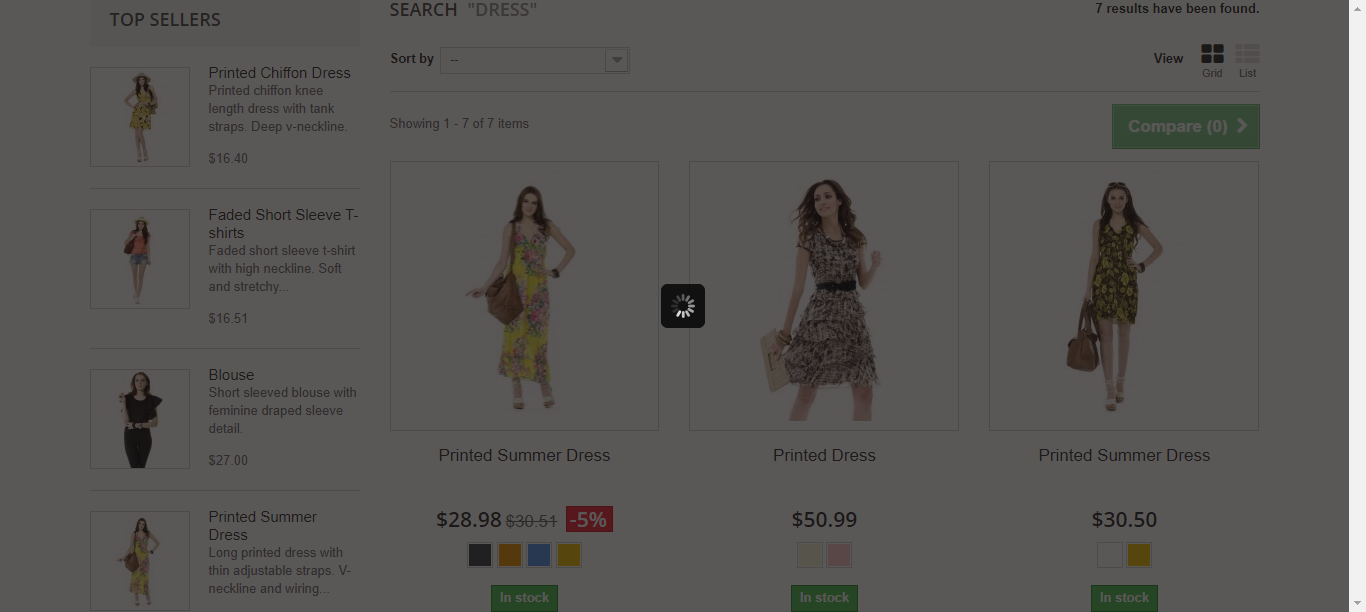 TOP SELLERS
Printed Chiffon Dress
Printed chiffon knee
length dress with tank
straps. Deep v-neckline.
$16.40
Faded Short Sleeve T-
shirts
Faded short sleeve t-shirt
with high neckline. Soft
and stretchy...
$16.51
Blouse
Short sleeved blouse with
feminine draped sleeve
detail.
$27.00
Printed Summer
Dress
Long printed dress with
thin adjustable straps. V-
neckline and wiring...
SEARCH "DRESS"
7 results have been found.
Sort by --
View
Grid List
Showing 1 - 7 of 7 items
Compare (0)
Printed Summer Dress
$28.98 $30.51 -5%
In stock
Printed Dress
$50.99
In stock
Printed Summer Dress
$30.50
In stock